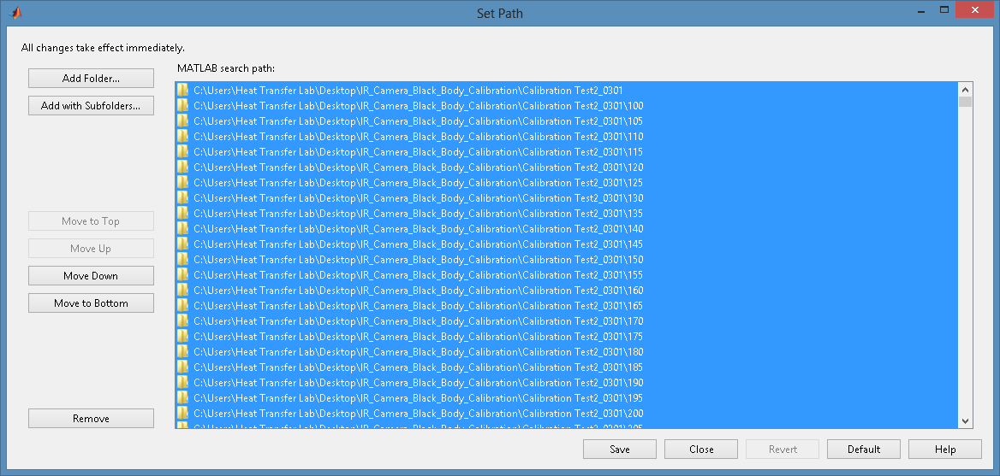 Set Path
All changes take effect immediately.
Add Folder...
Add with Subfolders...
Move to Top
Move Up
Move Down
Move to Bottom
Remove
MATLAB search path:
C:\Users\Heat Transfer Lab\Desktop\IR_Camera_Black_Body_Calibration\Calibration Test2_0301
C:\Users\Heat Transfer Lab\Desktop\IR_Camera_Black_Body_Calibration\Calibration Test2_0301\100
C:\Users\Heat Transfer Lab\Desktop\IR_Camera_Black_Body_Calibration\Calibration Test2_0301\105
C:\Users\Heat Transfer Lab\Desktop\IR_Camera_Black_Body_Calibration\Calibration Test2_0301\110
C:\Users\Heat Transfer Lab\Desktop\IR_Camera_Black_Body_Calibration\Calibration Test2_0301\115
C:\Users\Heat Transfer Lab\Desktop\IR_Camera_Black_Body_Calibration\Calibration Test2_0301\120
C:\Users\Heat Transfer Lab\Desktop\IR_Camera_Black_Body_Calibration\Calibration Test2_0301\125
C:\Users\Heat Transfer Lab\Desktop\IR_Camera_Black_Body_Calibration\Calibration Test2_0301\130
C:\Users\Heat Transfer Lab\Desktop\IR_Camera_Black_Body_Calibration\Calibration Test2_0301\135
C:\Users\Heat Transfer Lab\Desktop\IR_Camera_Black_Body_Calibration\Calibration Test2_0301\140
C:\Users\Heat Transfer Lab\Desktop\IR_Camera_Black_Body_Calibration\Calibration Test2_0301\145
C:\Users\Heat Transfer Lab\Desktop\IR_Camera_Black_Body_Calibration\Calibration Test2_0301\150
C:\Users\Heat Transfer Lab\Desktop\IR_Camera_Black_Body_Calibration\Calibration Test2_0301\155
C:\Users\Heat Transfer Lab\Desktop\IR_Camera_Black_Body_Calibration\Calibration Test2_0301\160
C:\Users\Heat Transfer Lab\Desktop\IR_Camera_Black_Body_Calibration\Calibration Test2_0301\165
C:\Users\Heat Transfer Lab\Desktop\IR_Camera_Black_Body_Calibration\Calibration Test2_0301\170
C:\Users\Heat Transfer Lab\Desktop\IR_Camera_Black_Body_Calibration\Calibration Test2_0301\175
C:\Users\Heat Transfer Lab\Desktop\IR_Camera_Black_Body_Calibration\Calibration Test2_0301\180
C:\Users\Heat Transfer Lab\Desktop\IR_Camera_Black_Body_Calibration\Calibration Test2_0301\185
C:\Users\Heat Transfer Lab\Desktop\IR_Camera_Black_Body_Calibration\Calibration Test2_0301\190
C:\Users\Heat Transfer Lab\Desktop\IR_Camera_Black_Body_Calibration\Calibration Test2_0301\195
C:\Users\Heat Transfer Lab\Desktop\IR_Camera_Black_Body_Calibration\Calibration Test2_0301\200
Save
Close
Revert
Default
Help